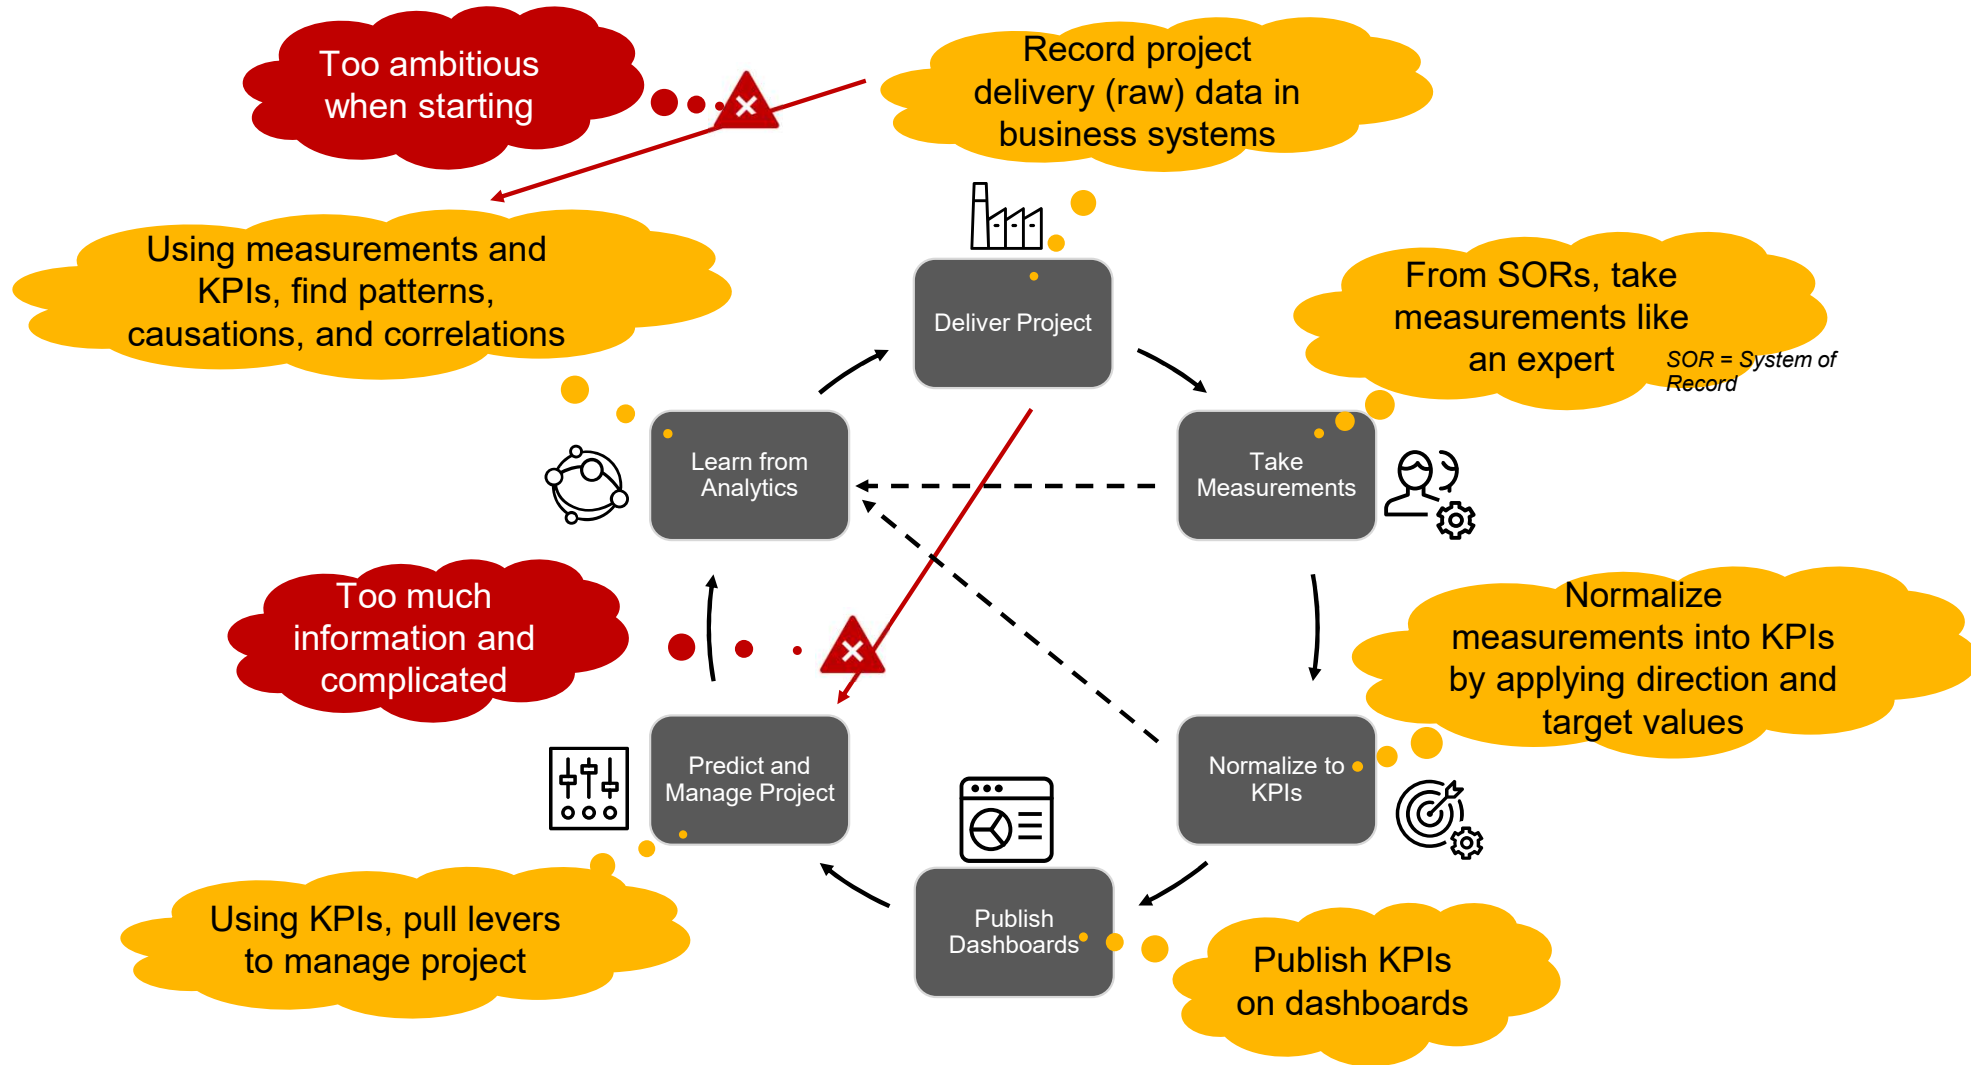 Too ambitious
when starting
Record project
delivery (raw) data in
business systems
Using measurements and
KPIs, find patterns,
causations, and correlations
From SORs, take
measurements like
an expert
SOR = System of
Record
Deliver Project
Learn from
Analytics
Take
Measurements
Too much
information and
complicated
Normalize
measurements into KPIs
by applying direction and
target values
Predict and
Manage Project
Normalize to
KPIs
Using KPIs, pull levers
to manage project
Publish
Dashboards
Publish KPIs
on dashboards